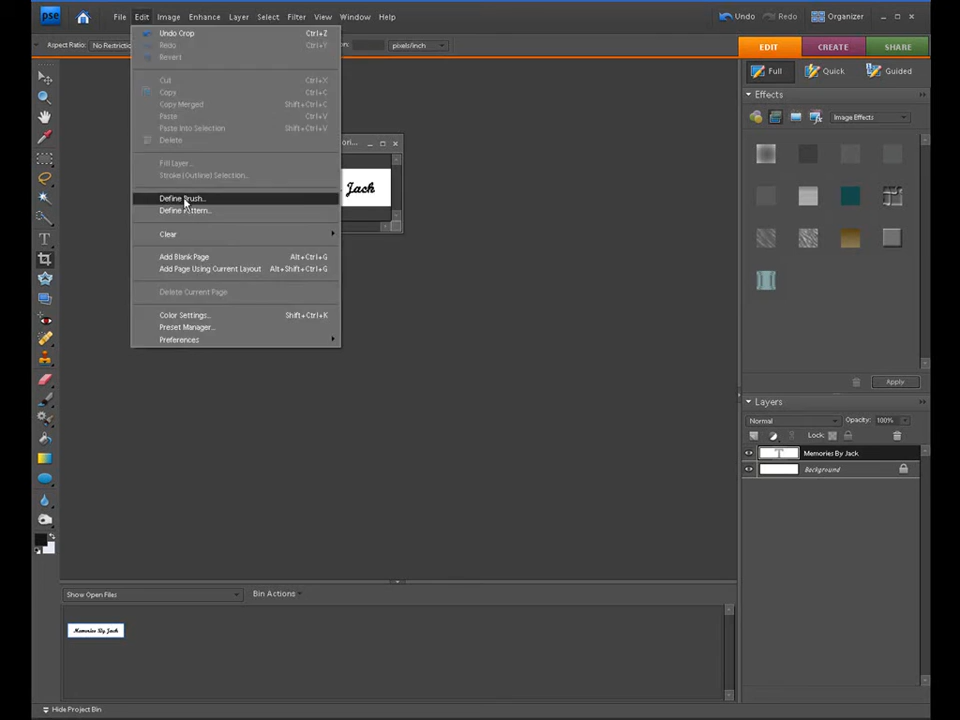 pse File Edit Image Enhance Layer Select Filter View Window Help Undo Redo Organizer
Aspect Ratio: No Restriction pixels/inch
EDIT CREATE SHARE
Full Quick Guided
Effects
Image Effects
Undo Crop Ctrl+Z
Redo Ctrl+Y
Revert
Cut Ctrl+X
Copy Ctrl+C
Copy Merged Shift+Ctrl+C
Paste Ctrl+V
Paste Into Selection Shift+Ctrl+V
Delete
Fill Layer...
Stroke (Outline) Selection...
Define Brush...
Define Pattern...
Clear
Add Blank Page Alt+Ctrl+G
Add Page Using Current Layout Alt+Shift+Ctrl+G
Delete Current Page
Color Settings... Shift+Ctrl+K
Preset Manager...
Preferences
Jack
Apply
Layers
Normal Opacity: 100%
Lock:
Memories By Jack
Background
Show Open Files Bin Actions
Memories By Jack
Hide Project Bin